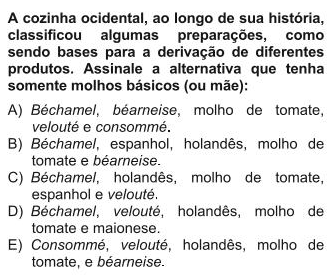 A cozinha ocidental, ao longo de sua história,
classificou algumas preparações, como
sendo bases para a derivação de diferentes
produtos. Assinale a alternativa que tenha
somente molhos básicos (ou mãe):
A) Béchamel, béarneise, molho de tomate,
velouté e consommé.
B) Béchamel, espanhol, holandês, molho de
tomate e béarneise.
C) Béchamel, holandês, molho de tomate,
espanhol e velouté.
D) Béchamel, velouté, holandês, molho de
tomate e maionese.
E) Consommé, velouté, holandês, molho de
tomate, e béarneise.